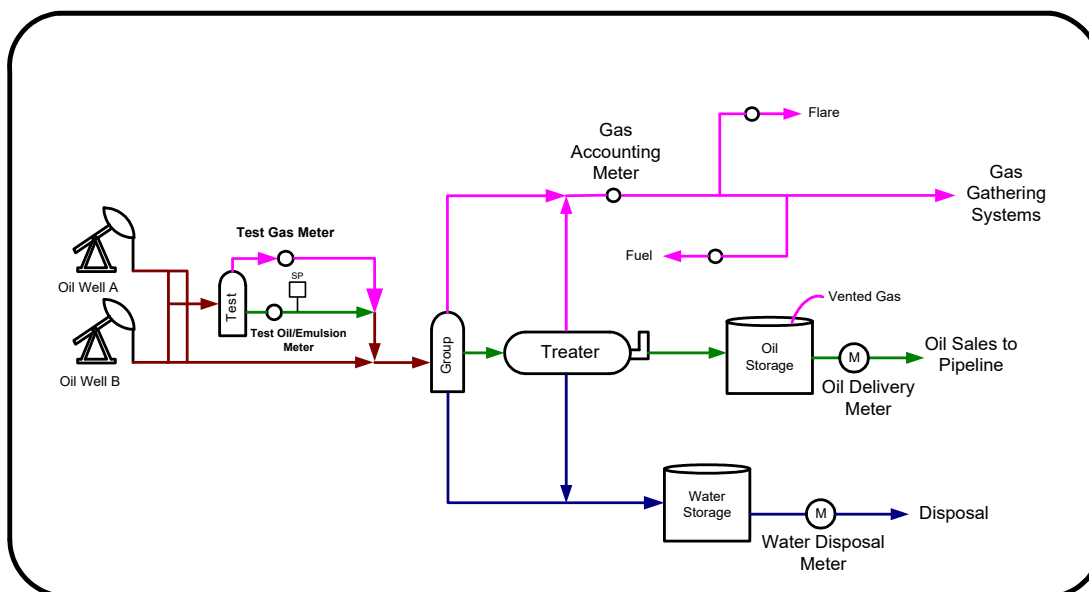 Flare
Gas
Accounting
Meter
Gas
Gathering
Systems
Test Gas Meter
Fuel
SP
Oil Well A
Test
Vented Gas
Test Oil/Emulsion
Meter
Group
Treater
Oil
Storage
M
Oil Sales to
Pipeline
Oil Well B
Oil Delivery
Meter
Water
Storage
M
Disposal
Water Disposal
Meter